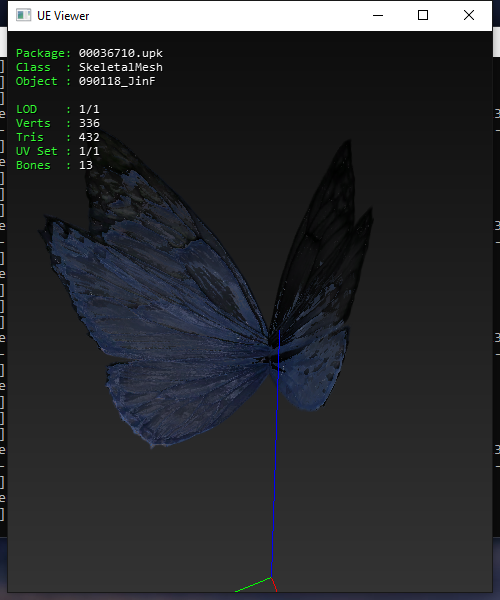 UE Viewer
Package: 00036710.upk
Class : SkeletalMesh
Object : 090118_JinF
LOD : 1/1
Verts : 336
Tris : 432
UV Set : 1/1
Bones : 13